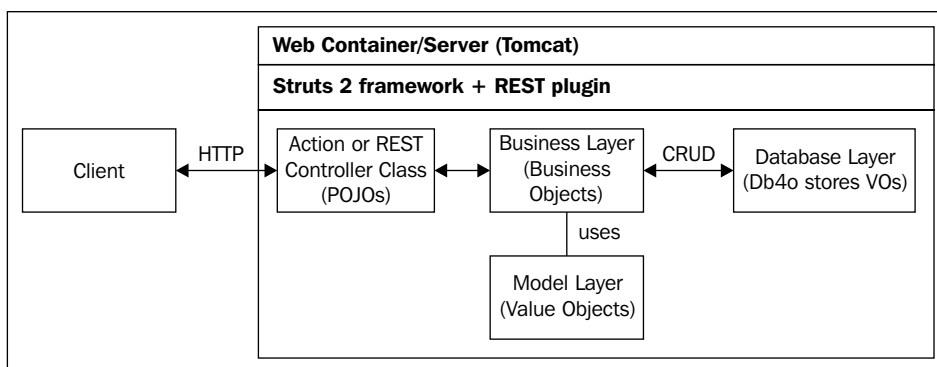 Web Container/Server (Tomcat)
Struts 2 framework + REST plugin
Client
HTTP
Action or REST
Controller Class
(POJOs)
Business Layer
(Business
Objects)
CRUD
Database Layer
(Db4o stores VOs)
uses
Model Layer
(Value Objects)